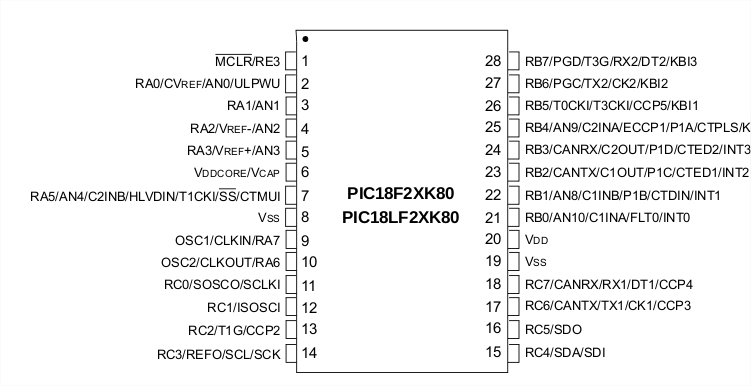 MCLR/RE3 1
RA0/CVREF/AN0/ULPWU 2
RA1/AN1 3
RA2/VREF-/AN2 4
RA3/VREF+/AN3 5
VDDCORE/VCAP 6
RA5/AN4/C2INB/HLVDIN/T1CKI/SS/CTMUI 7
VSS 8
OSC1/CLKIN/RA7 9
OSC2/CLKOUT/RA6 10
RC0/SOSCO/SCLKI 11
RC1/ISOSCI 12
RC2/T1G/CCP2 13
RC3/REFO/SCL/SCK 14
PIC18F2XK80
PIC18LF2XK80
28 RB7/PGD/T3G/RX2/DT2/KBI3
27 RB6/PGC/TX2/CK2/KBI2
26 RB5/T0CKI/T3CKI/CCP5/KBI1
25 RB4/AN9/C2INA/ECCP1/P1A/CTPLS/K
24 RB3/CANRX/C2OUT/P1D/CTED2/INT3
23 RB2/CANTX/C1OUT/P1C/CTED1/INT2
22 RB1/AN8/C1INB/P1B/CTDIN/INT1
21 RB0/AN10/C1INA/FLT0/INT0
20 VDD
19 VSS
18 RC7/CANRX/RX1/DT1/CCP4
17 RC6/CANTX/TX1/CK1/CCP3
16 RC5/SDO
15 RC4/SDA/SDI